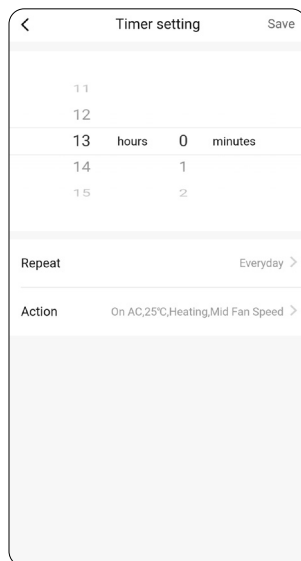 Timer setting Save
11
12
13 hours 0 minutes
14 1
15 2
Repeat Everyday
Action On AC,25℃,Heating,Mid Fan Speed